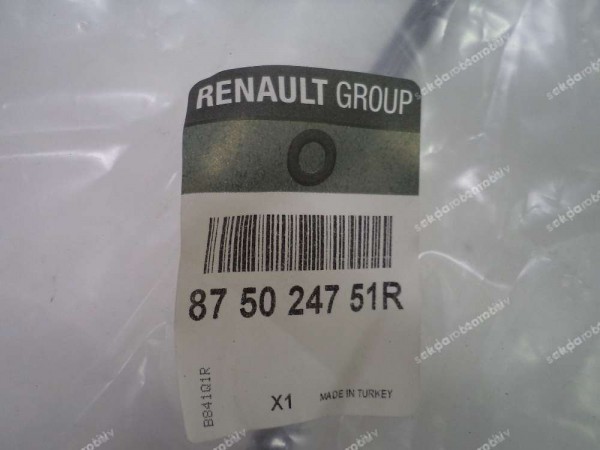 RENAULT GROUP
O
87 50 247 51R
B841Q1R
X1
MADE IN TURKEY